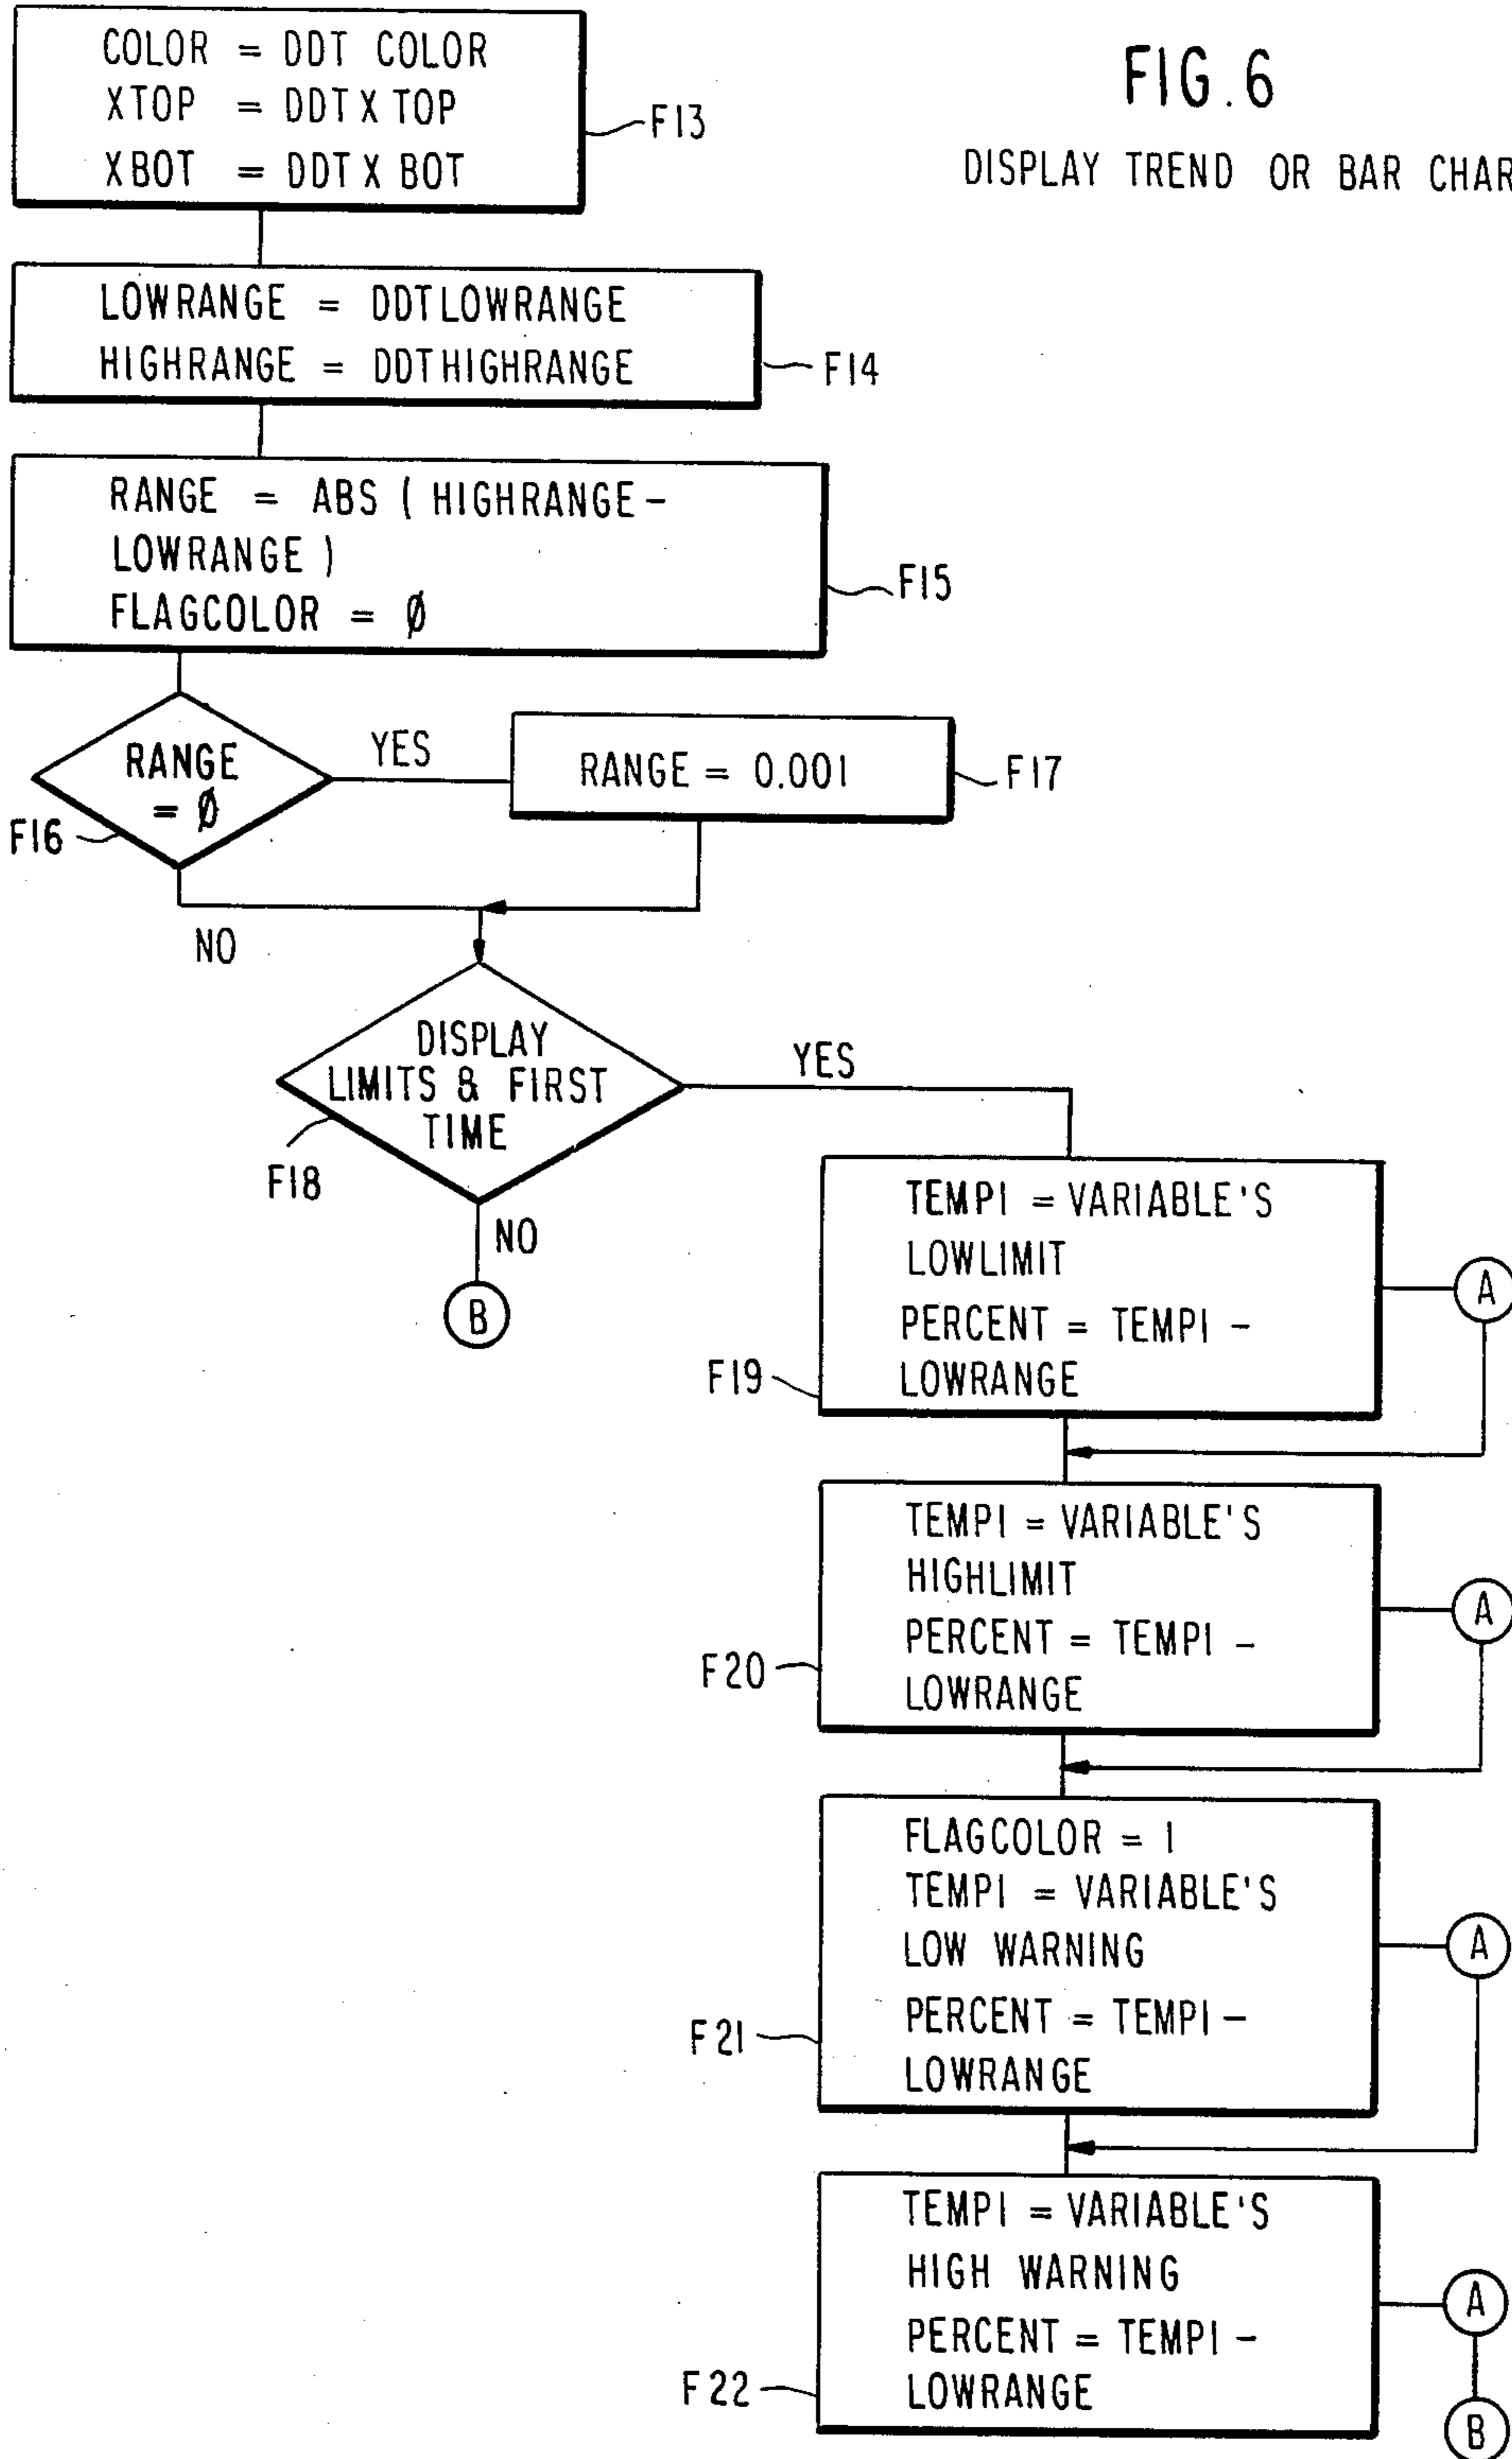 FIG. 6
DISPLAY TREND OR BAR CHAR
COLOR = DDT COLOR
XTOP = DDT X TOP
XBOT = DDT X BOT
F13
LOWRANGE = DDTLOWRANGE
HIGHRANGE = DDTHIGHRANGE
F14
RANGE = ABS ( HIGHRANGE -
LOWRANGE )
FLAGCOLOR = Ø
F15
RANGE
= Ø
F16
YES
RANGE = 0.001
F17
NO
DISPLAY
LIMITS & FIRST
TIME
F18
YES
NO
B
TEMP1 = VARIABLE'S
LOWLIMIT
PERCENT = TEMP1 -
LOWRANGE
F19
A
TEMP1 = VARIABLE'S
HIGHLIMIT
PERCENT = TEMP1 -
LOWRANGE
F20
A
FLAGCOLOR = 1
TEMP1 = VARIABLE'S
LOW WARNING
PERCENT = TEMP1 -
LOWRANGE
F21
A
TEMP1 = VARIABLE'S
HIGH WARNING
PERCENT = TEMP1 -
LOWRANGE
F22
A
B